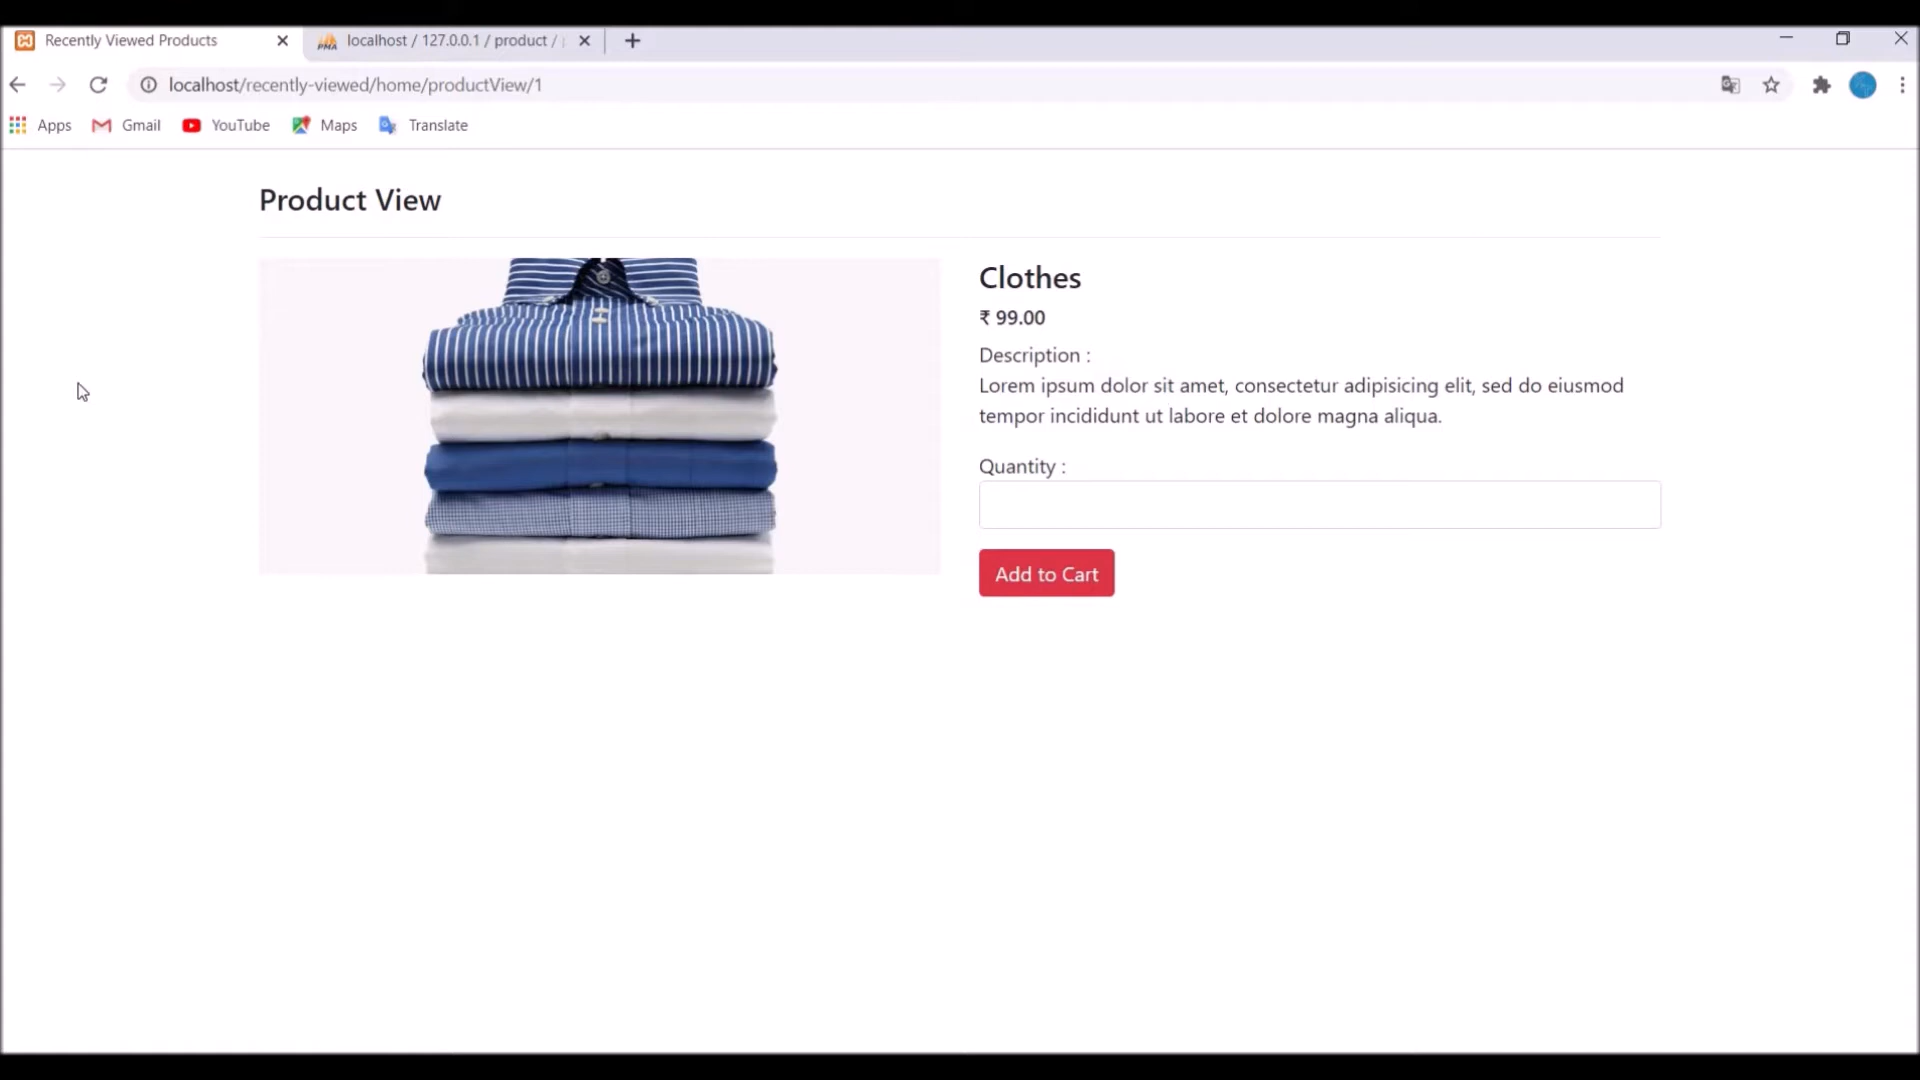 Recently Viewed Products
PMA localhost / 127.0.0.1 / product /
localhost/recently-viewed/home/productView/1
Apps Gmail YouTube Maps Translate
Product View
Clothes
₹ 99.00
Description :
Lorem ipsum dolor sit amet, consectetur adipisicing elit, sed do eiusmod
tempor incididunt ut labore et dolore magna aliqua.
Quantity :
Add to Cart